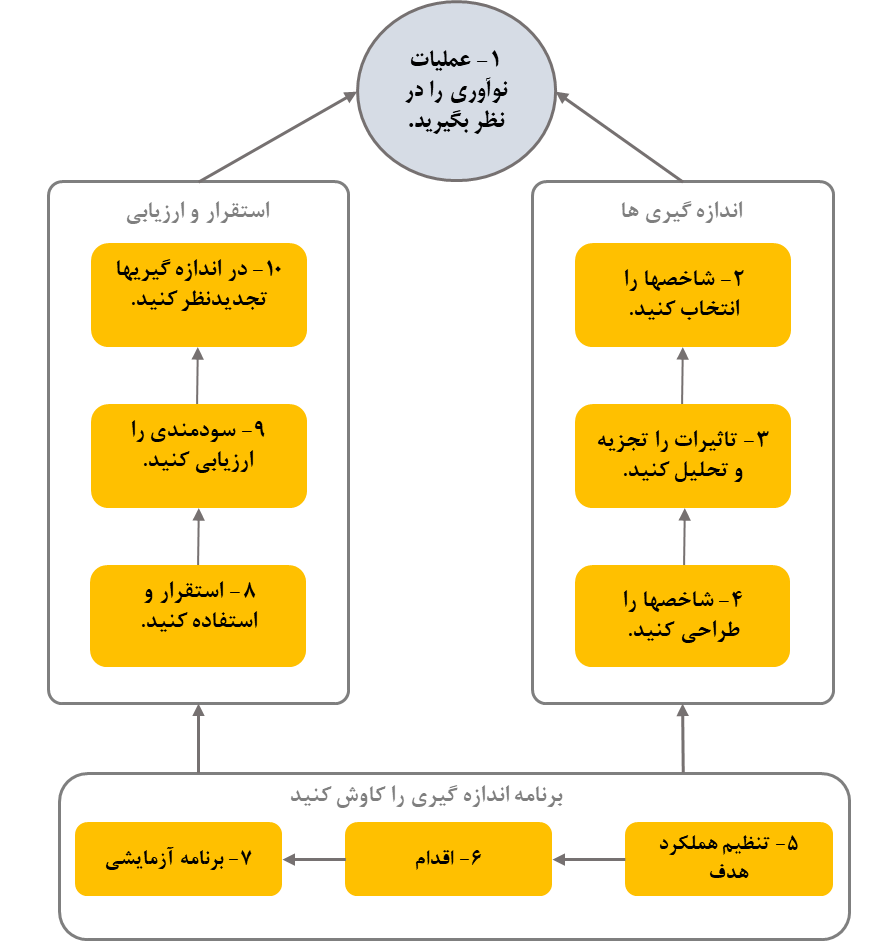 ۱- عملیات
نوآوری را در
نظر بگیرید.
اندازه گیری ها
۲- شاخصها را
انتخاب کنید.
۳- تاثیرات را تجزیه
و تحلیل کنید.
۴- شاخصها را
طراحی کنید.
برنامه اندازه گیری را کاوش کنید
۵- تنظیم هملکرد
هدف
۶- اقدام
۷- برنامه آزمایشی
استقرار و ارزیابی
۱۰- در اندازه گیریها
تجدیدنظر کنید.
۹- سودمندی را
ارزیابی کنید.
۸- استقرار و
استفاده کنید.